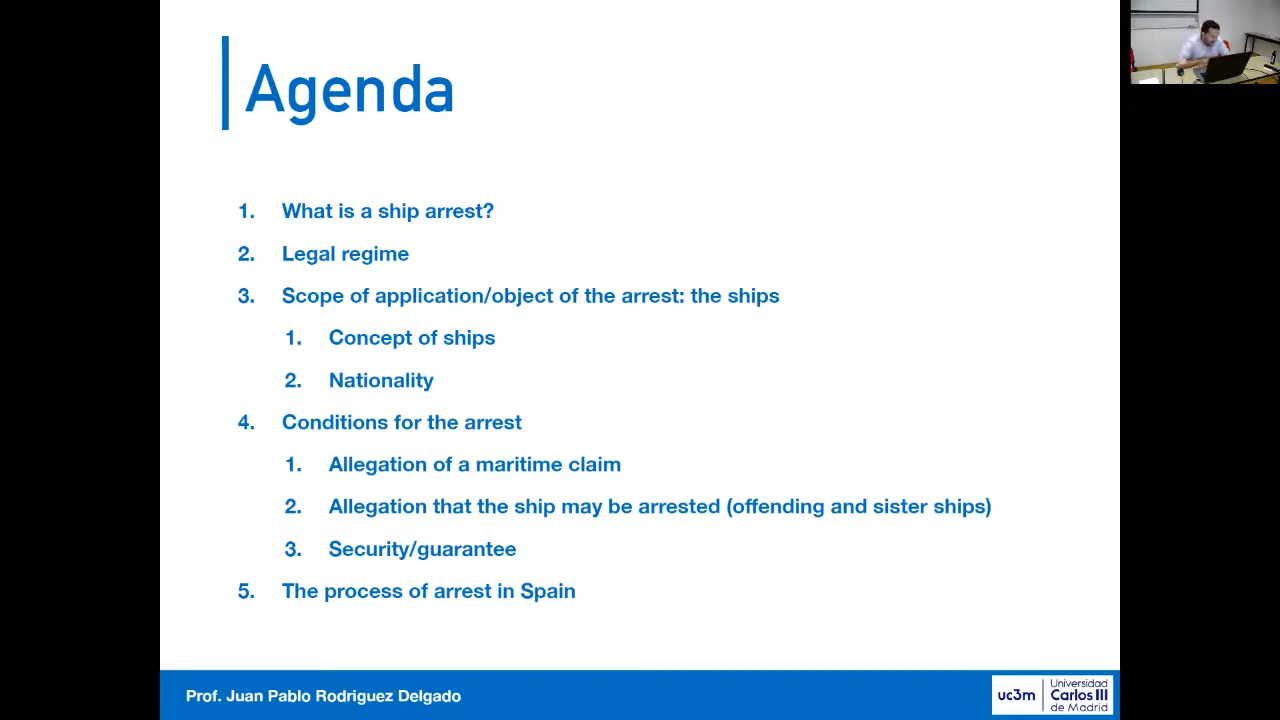 Agenda
1. What is a ship arrest?
2. Legal regime
3. Scope of application/object of the arrest: the ships
1. Concept of ships
2. Nationality
4. Conditions for the arrest
1. Allegation of a maritime claim
2. Allegation that the ship may be arrested (offending and sister ships)
3. Security/guarantee
5. The process of arrest in Spain
Prof. Juan Pablo Rodriguez Delgado
uc3m
Universidad
Carlos III
de Madrid